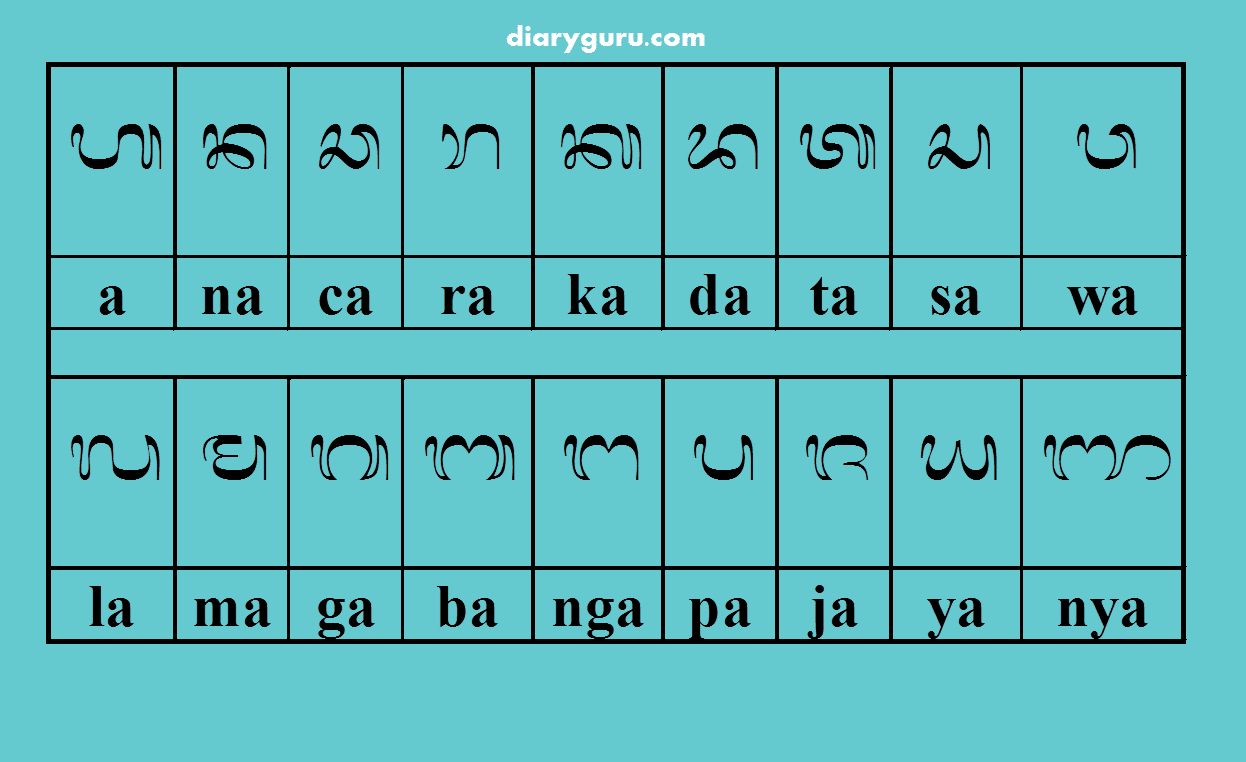 diaryguru.com
ᬳ ᬦ ᬘ ᬭ ᬓ ᬤ ᬢ ᬲ ᬯ
a na ca ra ka da ta sa wa
ᬮ ᬫ ᬕ ᬩ ᬗ ᬧ ᬚ ᬬ ᬜ
la ma ga ba nga pa ja ya nya